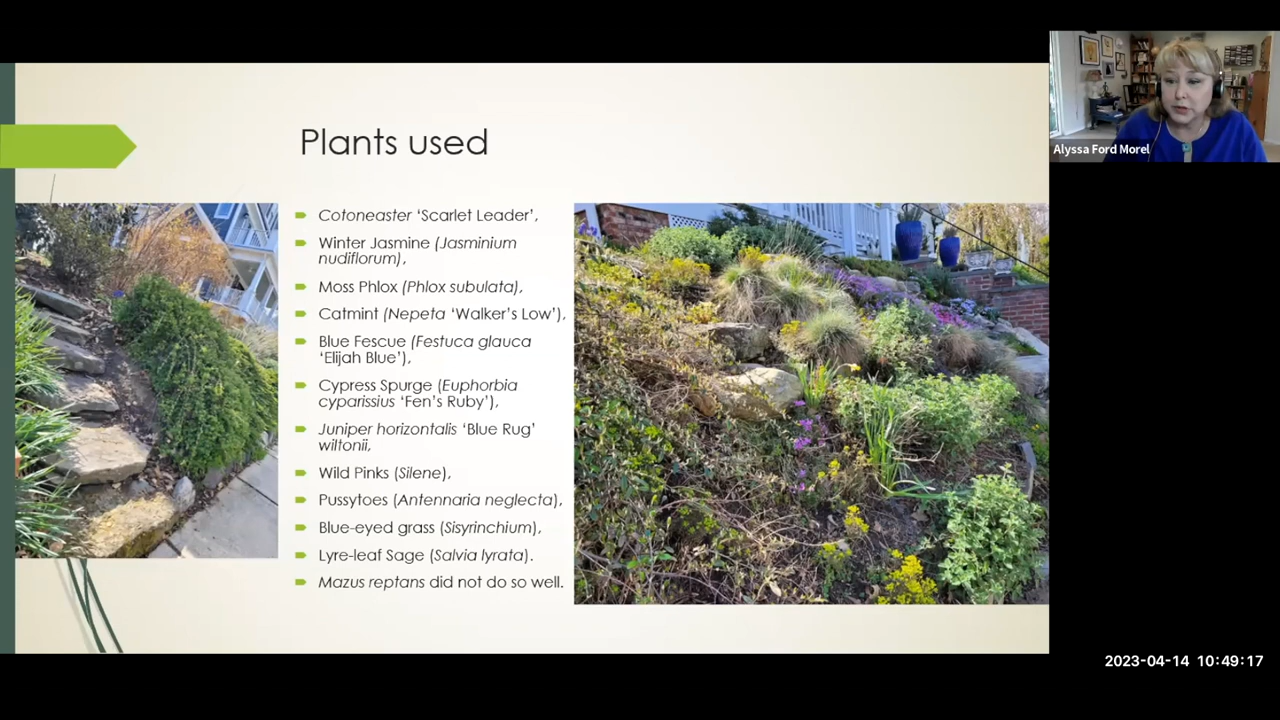 Plants used
Cotoneaster ‘Scarlet Leader’,
Winter Jasmine (Jasminium
nudiflorum),
Moss Phlox (Phlox subulata),
Catmint (Nepeta ‘Walker’s Low’),
Blue Fescue (Festuca glauca
‘Elijah Blue’),
Cypress Spurge (Euphorbia
cyparissius ‘Fen’s Ruby’),
Juniper horizontalis ‘Blue Rug’
wiltonii,
Wild Pinks (Silene),
Pussytoes (Antennaria neglecta),
Blue-eyed grass (Sisyrinchium),
Lyre-leaf Sage (Salvia lyrata).
Mazus reptans did not do so well.
Alyssa Ford Morel
2023-04-14 10:49:17